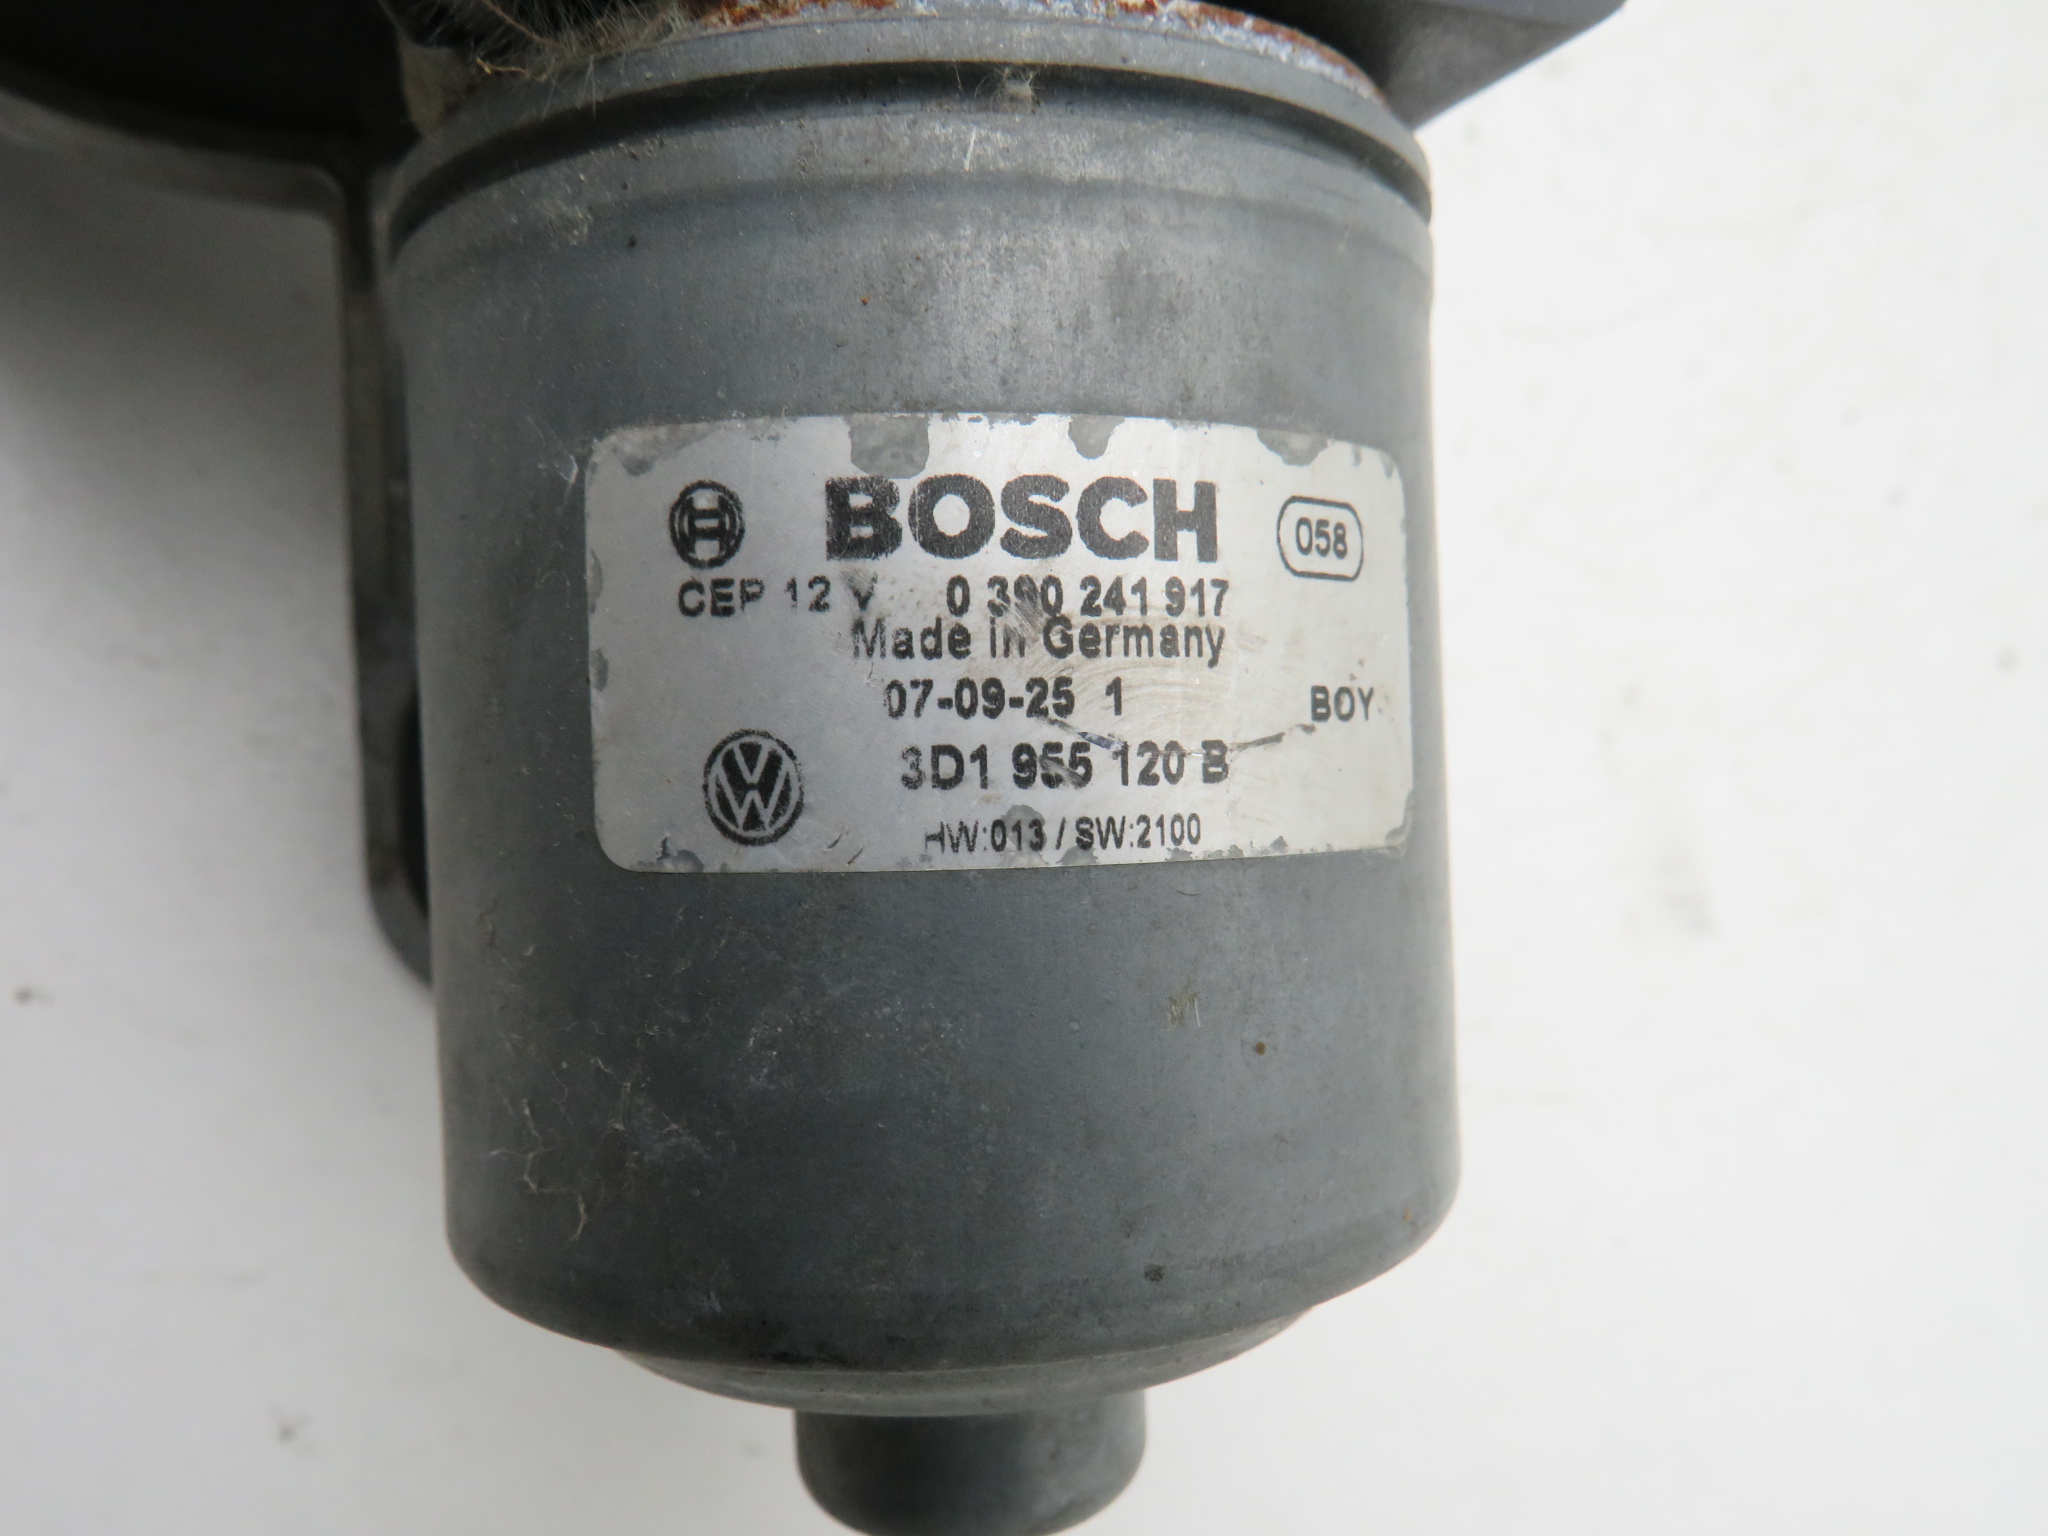 BOSCH 058
CEP 12 V 0 390 241 917
Made in Germany
07-09-25 1 BOY
3D1 955 120 B
HW:013 / SW:2100